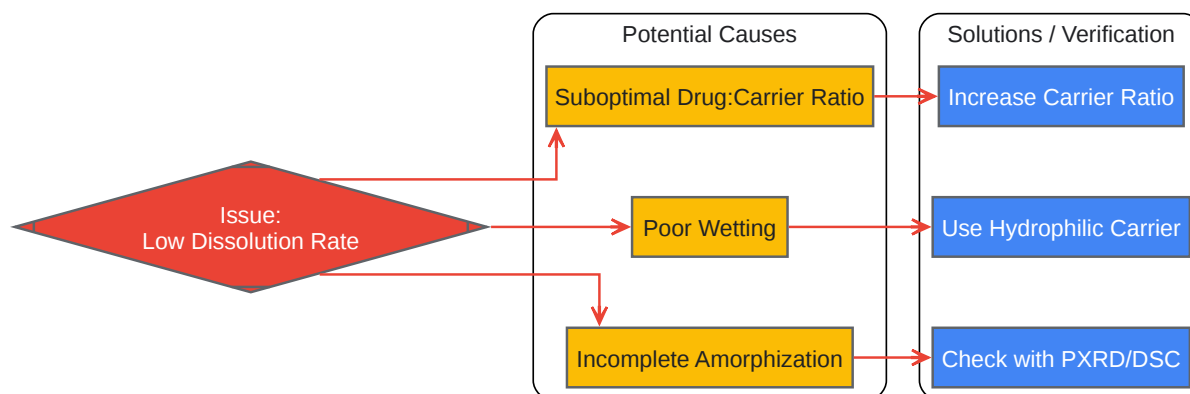 Potential Causes
Solutions / Verification
Suboptimal Drug:Carrier Ratio
Increase Carrier Ratio
Issue:
Low Dissolution Rate
Poor Wetting
Use Hydrophilic Carrier
Incomplete Amorphization
Check with PXRD/DSC